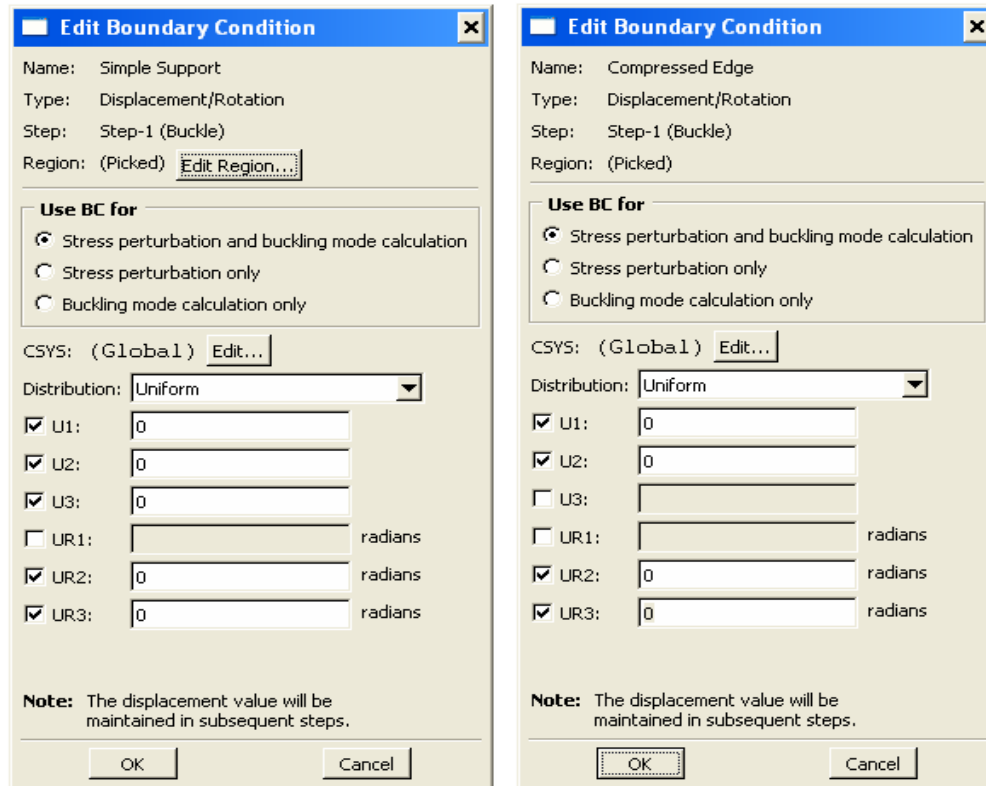 Edit Boundary Condition
Name: Simple Support
Type: Displacement/Rotation
Step: Step-1 (Buckle)
Region: (Picked) Edit Region...
Use BC for
Stress perturbation and buckling mode calculation
Stress perturbation only
Buckling mode calculation only
CSYS: (Global) Edit...
Distribution: Uniform
U1: 0
U2: 0
U3: 0
UR1: radians
UR2: 0 radians
UR3: 0 radians
Note: The displacement value will be
maintained in subsequent steps.
OK Cancel
Edit Boundary Condition
Name: Compressed Edge
Type: Displacement/Rotation
Step: Step-1 (Buckle)
Region: (Picked)
Use BC for
Stress perturbation and buckling mode calculation
Stress perturbation only
Buckling mode calculation only
CSYS: (Global) Edit...
Distribution: Uniform
U1: 0
U2: 0
U3:
UR1: radians
UR2: 0 radians
UR3: 0 radians
Note: The displacement value will be
maintained in subsequent steps.
OK Cancel